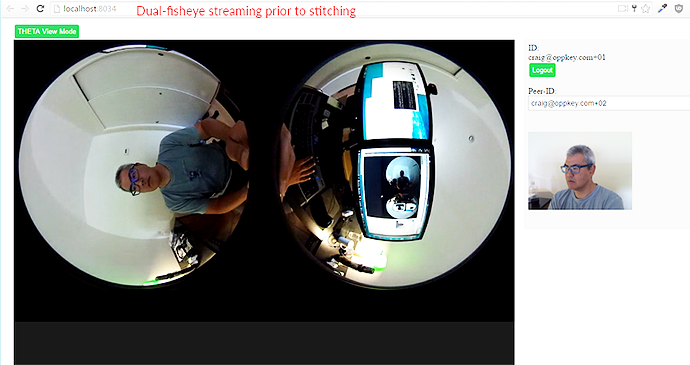 localhost:8034
Dual-fisheye streaming prior to stitching
THETA View Mode
ID:
craig@oppkey.com+01
Logout
Peer-ID:
craig@oppkey.com+02